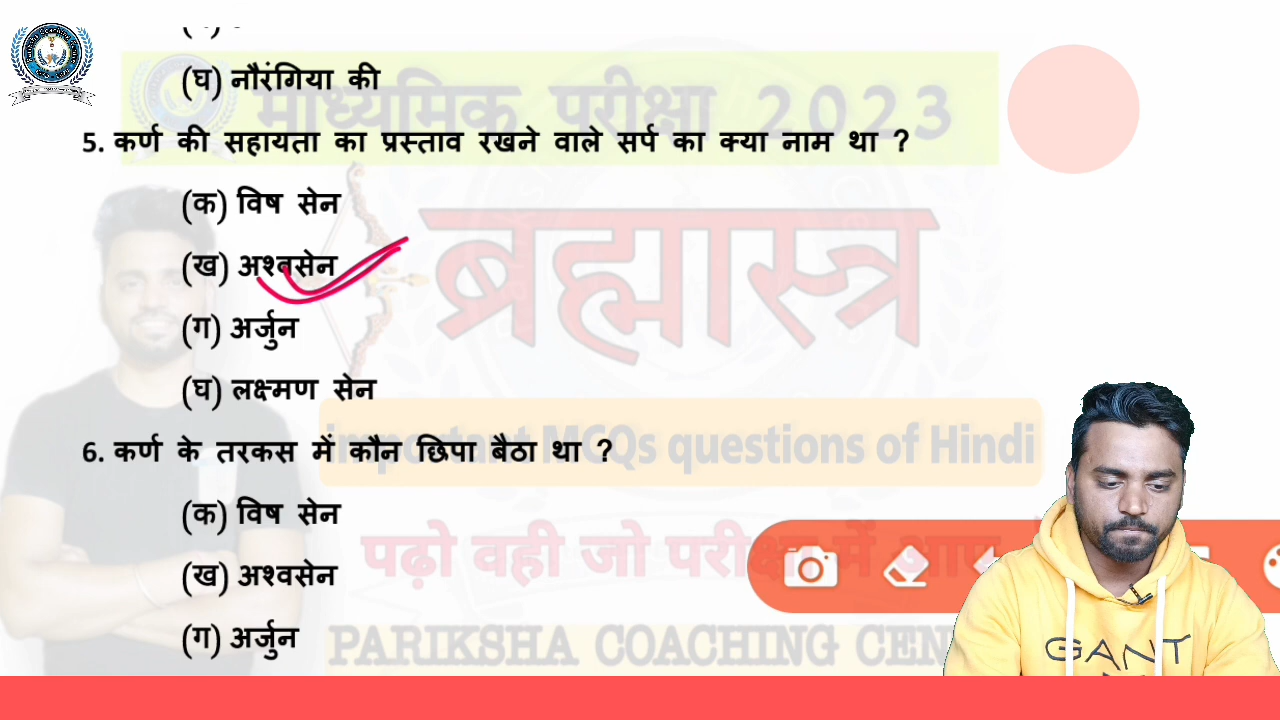 (घ) नौरंगिया की
माध्यमिक परीक्षा 2023
5. कर्ण की सहायता का प्रस्ताव रखने वाले सर्प का क्या नाम था ?
(क) विष सेन
ब्रह्मास्त्र
(ख) अश्वसेन
(ग) अर्जुन
(घ) लक्ष्मण सेन
6. कर्ण के तरकस में कौन छिपा बैठा था ?
important MCQs questions of Hindi
(क) विष सेन
पढ़ो वही जो परीक्षा में आए
(ख) अश्वसेन
(ग) अर्जुन
PARIKSHA COACHING CEN
GANT